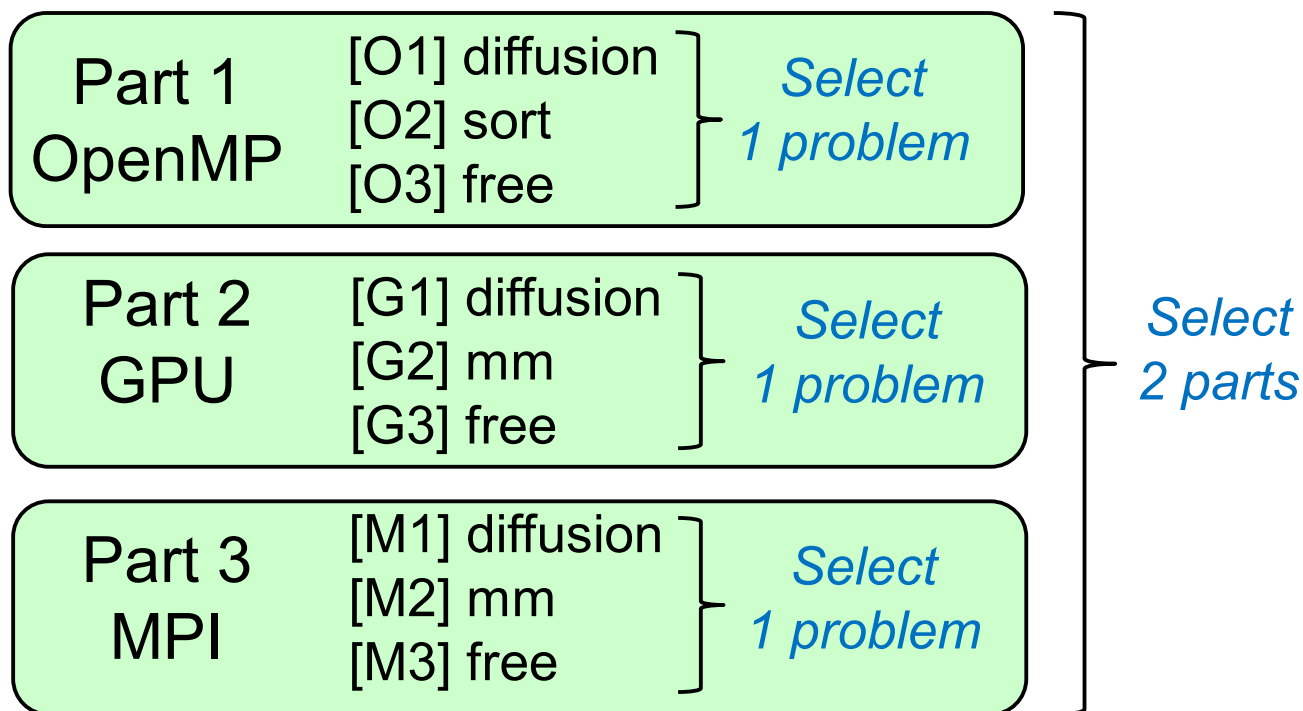 Part 1
OpenMP
[O1] diffusion
[O2] sort
[O3] free
Select
1 problem
Part 2
GPU
[G1] diffusion
[G2] mm
[G3] free
Select
1 problem
Part 3
MPI
[M1] diffusion
[M2] mm
[M3] free
Select
1 problem
Select
2 parts